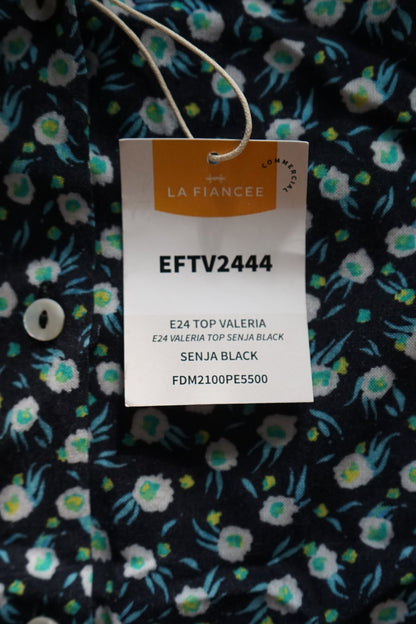 COMMERCIAL
LA FIANCEE
EFTV2444
E24 TOP VALERIA
E24 VALERIA TOP SENJA BLACK
SENJA BLACK
FDM2100PE5500